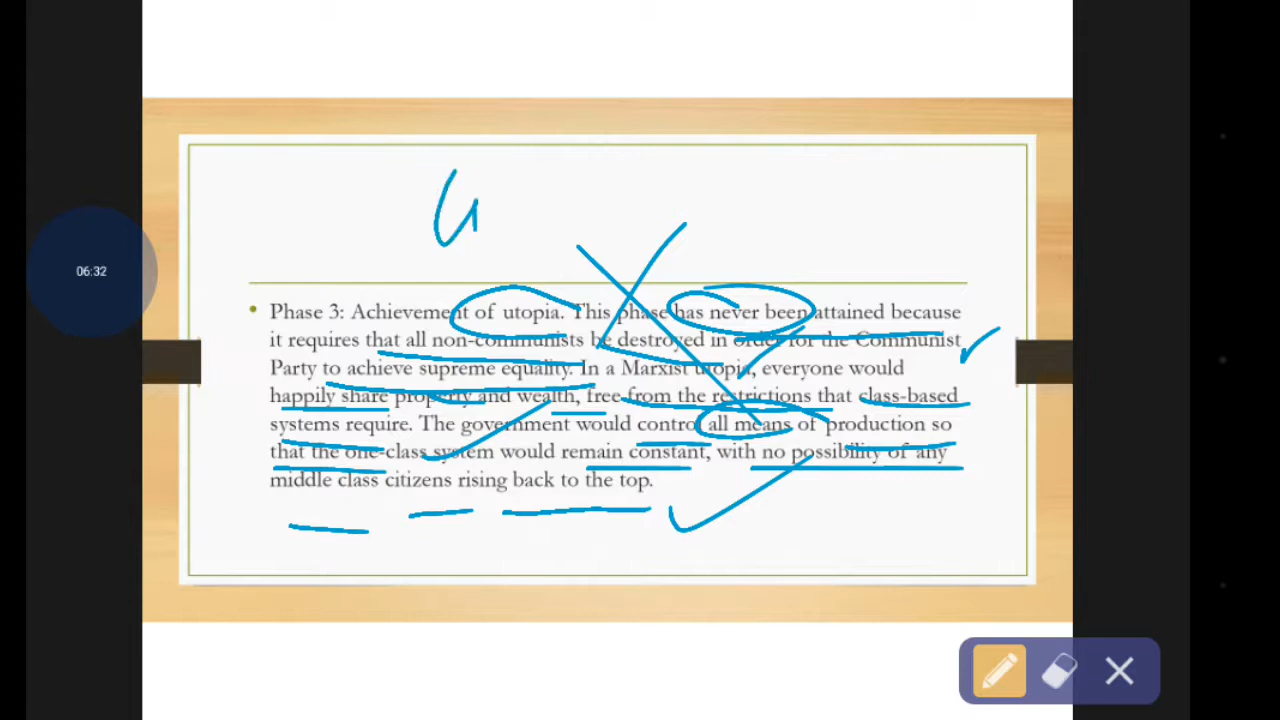 06:32
U
• Phase 3: Achievement of utopia. This phase has never been attained because
it requires that all non-communists be destroyed in order for the Communist
Party to achieve supreme equality. In a Marxist utopia, everyone would
happily share property and wealth, free from the restrictions that class-based
systems require. The government would control all means of production so
that the one-class system would remain constant, with no possibility of any
middle class citizens rising back to the top.